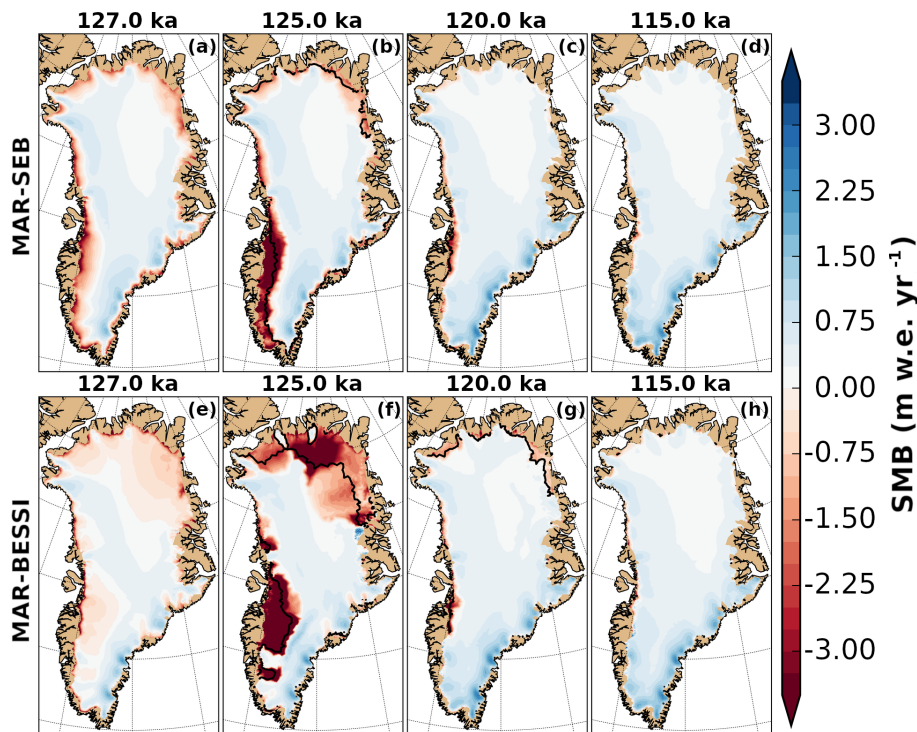 127.0 ka 125.0 ka 120.0 ka 115.0 ka
(a) (b) (c) (d)
MAR-SEB
127.0 ka 125.0 ka 120.0 ka 115.0 ka
(e) (f) (g) (h)
MAR-BESSI
3.00
2.25
1.50
0.75
0.00
-0.75
-1.50
-2.25
-3.00
SMB (m w.e. yr⁻¹)